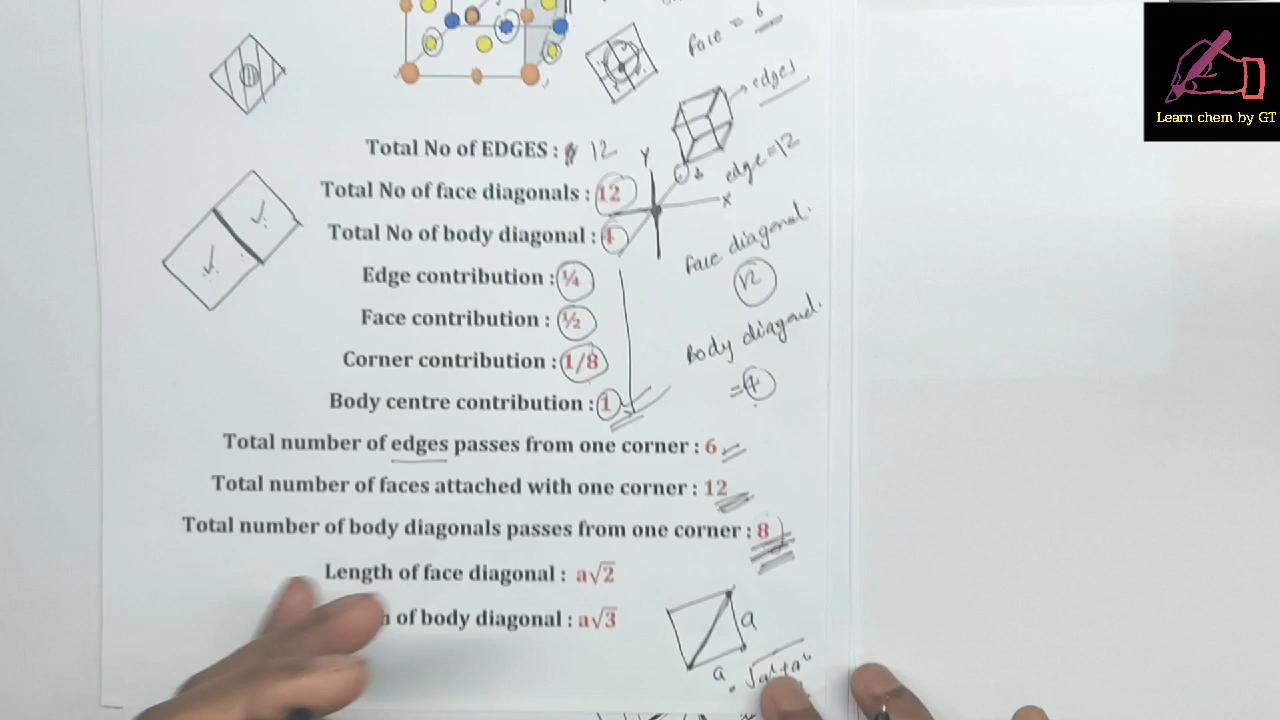 face = 6
edges
Learn chem by GT
Total No of EDGES : 12
Y
edge=12
Total No of face diagonals : 12
X
Total No of body diagonal : 4
face diagonal.
12
Edge contribution : ¼
Face contribution : ½
Body diagonal.
=4
Corner contribution : 1/8
Body centre contribution : 1
Total number of edges passes from one corner : 6
Total number of faces attached with one corner : 12
Total number of body diagonals passes from one corner : 8
Length of face diagonal : a√2
of body diagonal : a√3
a
a
√a²+a²